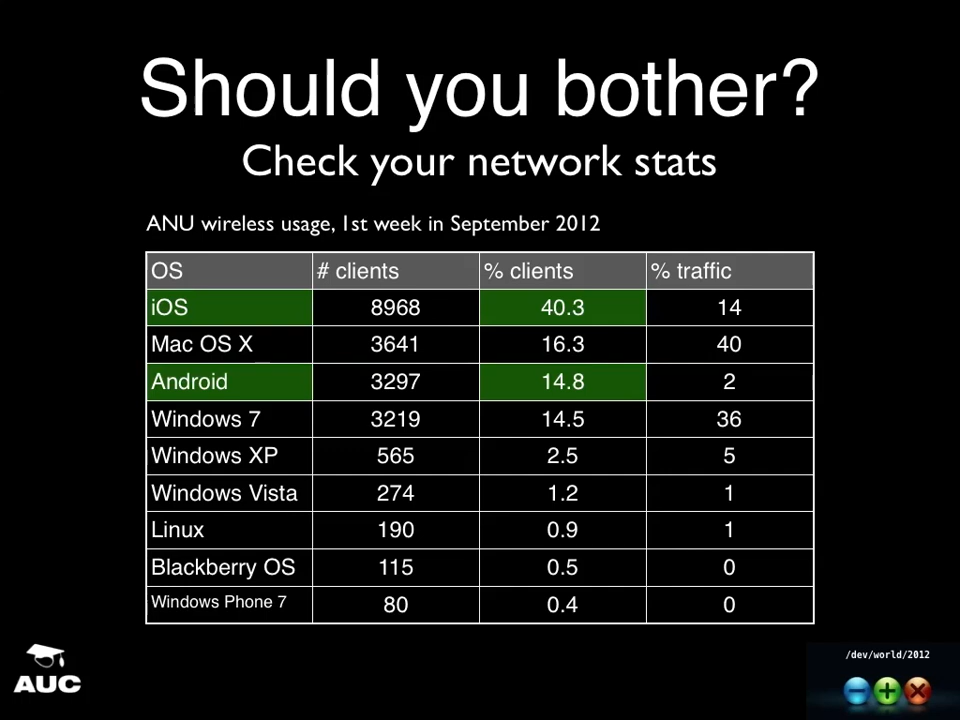 Should you bother?
Check your network stats
ANU wireless usage, 1st week in September 2012
OS # clients % clients % traffic
iOS 8968 40.3 14
Mac OS X 3641 16.3 40
Android 3297 14.8 2
Windows 7 3219 14.5 36
Windows XP 565 2.5 5
Windows Vista 274 1.2 1
Linux 190 0.9 1
Blackberry OS 115 0.5 0
Windows Phone 7 80 0.4 0
/dev/world/2012
AUC